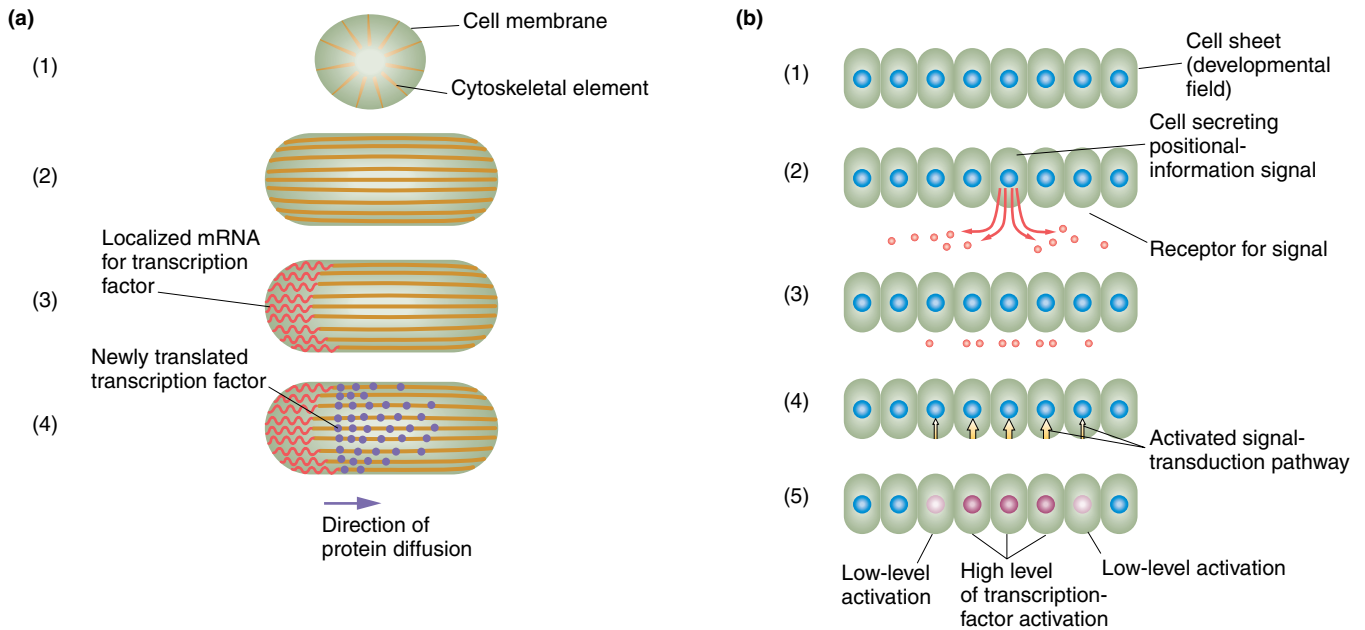 (a)
Cell membrane
(1)
Cytoskeletal element
(2)
Localized mRNA
for transcription
factor
(3)
Newly translated
transcription factor
(4)
Direction of
protein diffusion
(b)
(1)
Cell sheet
(developmental
field)
Cell secreting
positional-
information signal
(2)
Receptor for signal
(3)
(4)
Activated signal-
transduction pathway
(5)
Low-level
activation
High level
of transcription-
factor activation
Low-level activation